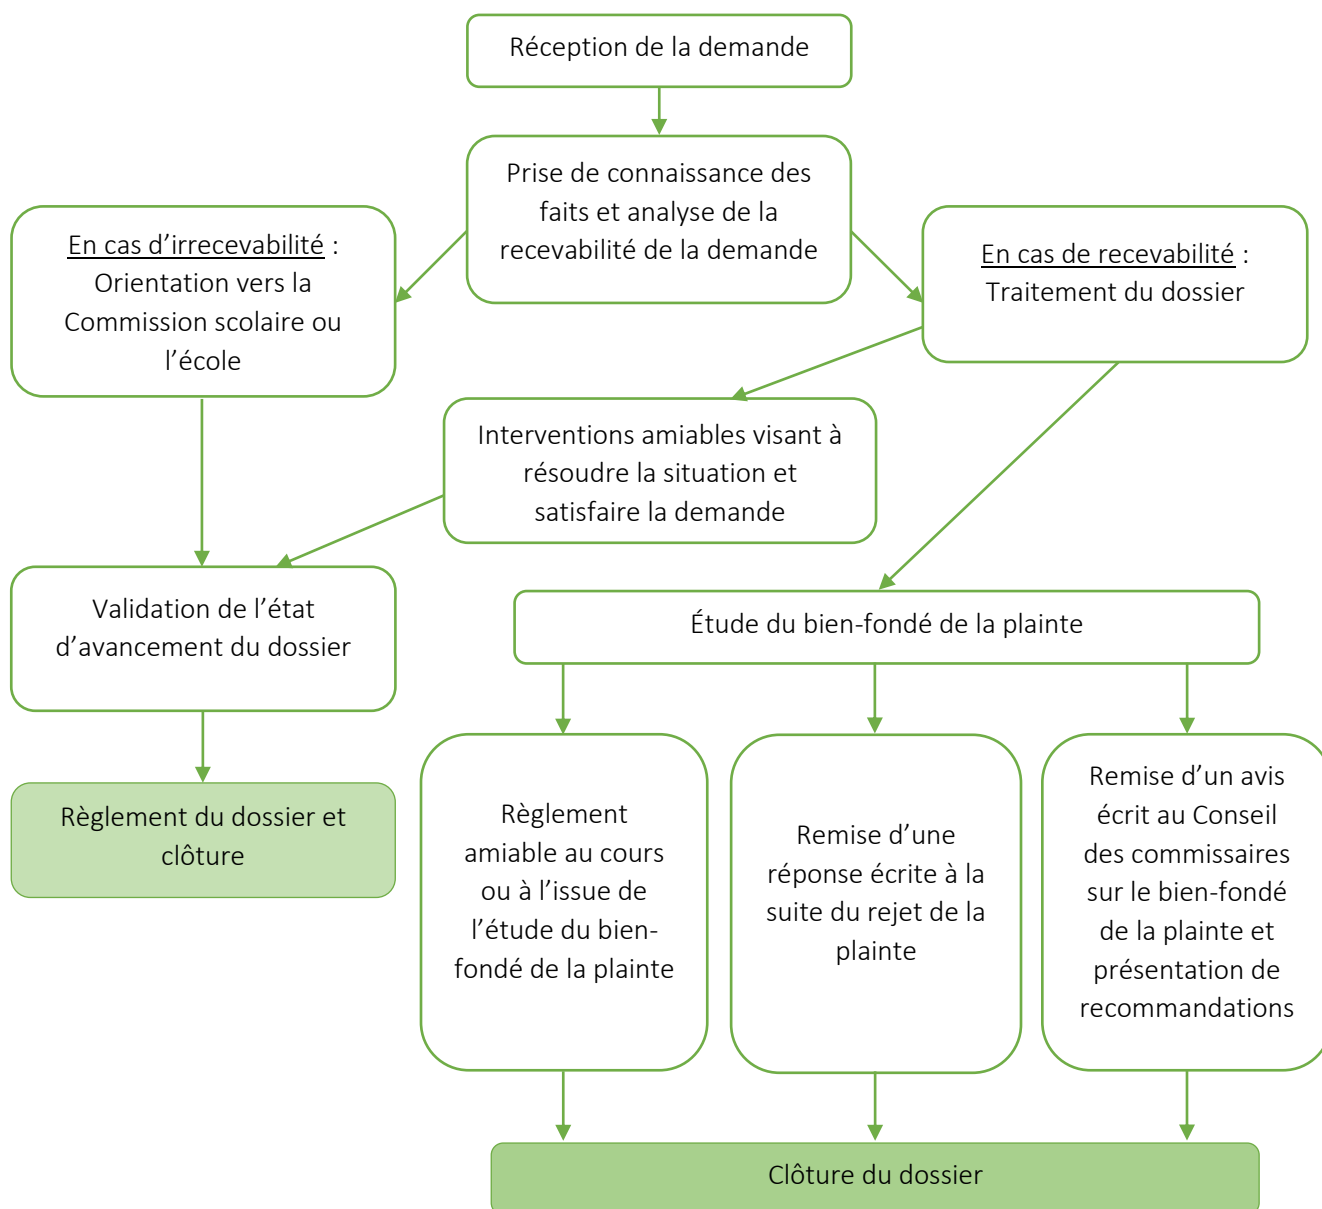 Réception de la demande
Prise de connaissance des
faits et analyse de la
recevabilité de la demande
En cas d’irrecevabilité :
Orientation vers la
Commission scolaire ou
l’école
En cas de recevabilité :
Traitement du dossier
Interventions amiables visant à
résoudre la situation et
satisfaire la demande
Validation de l’état
d’avancement du dossier
Étude du bien-fondé de la plainte
Règlement du dossier et
clôture
Règlement
amiable au cours
ou à l’issue de
l’étude du bien-
fondé de la plainte
Remise d’une
réponse écrite à la
suite du rejet de la
plainte
Remise d’un avis
écrit au Conseil
des commissaires
sur le bien-fondé
de la plainte et
présentation de
recommandations
Clôture du dossier